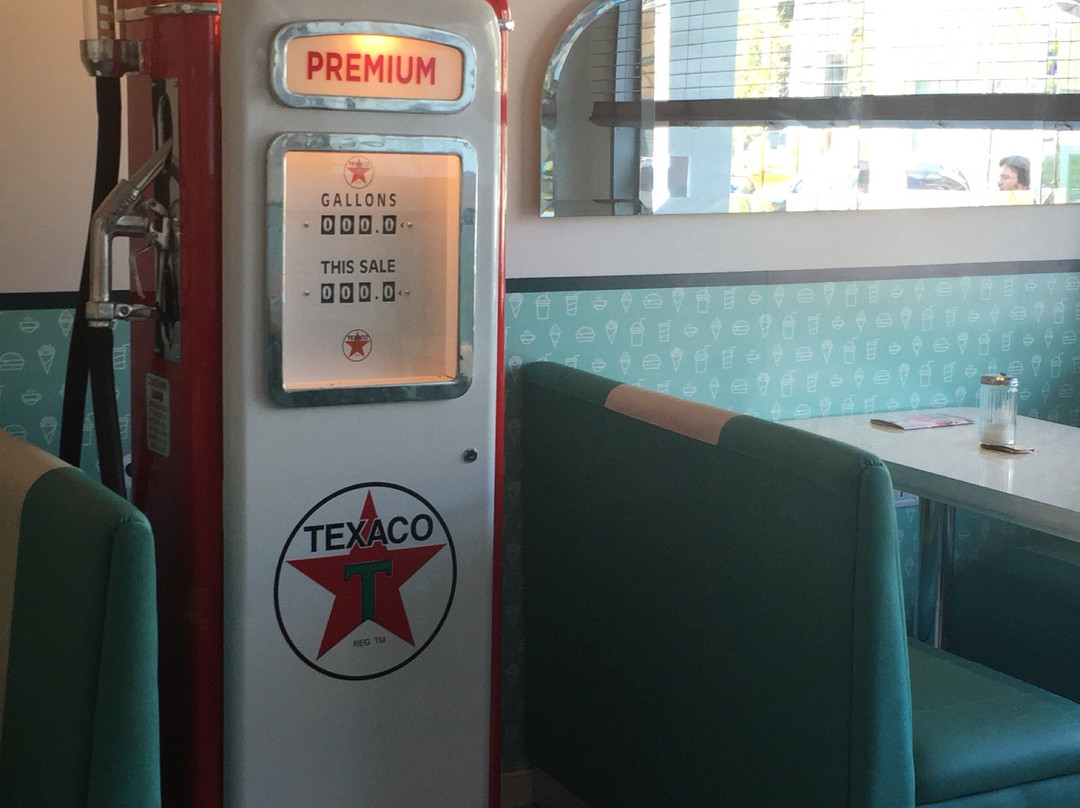 PREMIUM
TEXACO
GALLONS
000.0
THIS SALE
000.0
TEXACO
TEXACO
T
REG TM